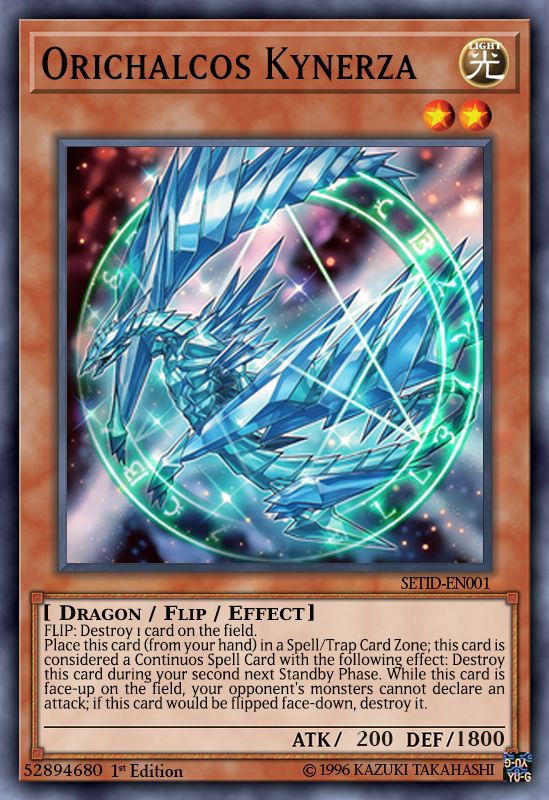 Orichalcos Kynerza
LIGHT
光
SETID-EN001
[ Dragon / Flip / Effect ]
FLIP: Destroy 1 card on the field.
Place this card (from your hand) in a Spell/Trap Card Zone; this card is
considered a Continuos Spell Card with the following effect: Destroy
this card during your second next Standby Phase. While this card is
face-up on the field, your opponent's monsters cannot declare an
attack; if this card would be flipped face-down, destroy it.
ATK/ 200 DEF/1800
52894680 1st Edition
© 1996 KAZUKI TAKAHASHI